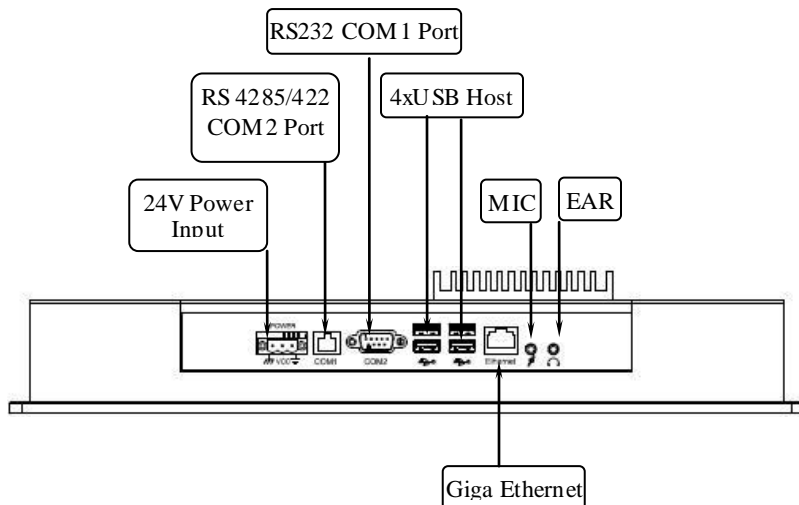 RS232 COM1 Port
RS 4285/422
COM2 Port
4xUSB Host
24V Power
Input
MIC
EAR
POWER
VCC
COM1
COM2
Ethernet
Giga Ethernet